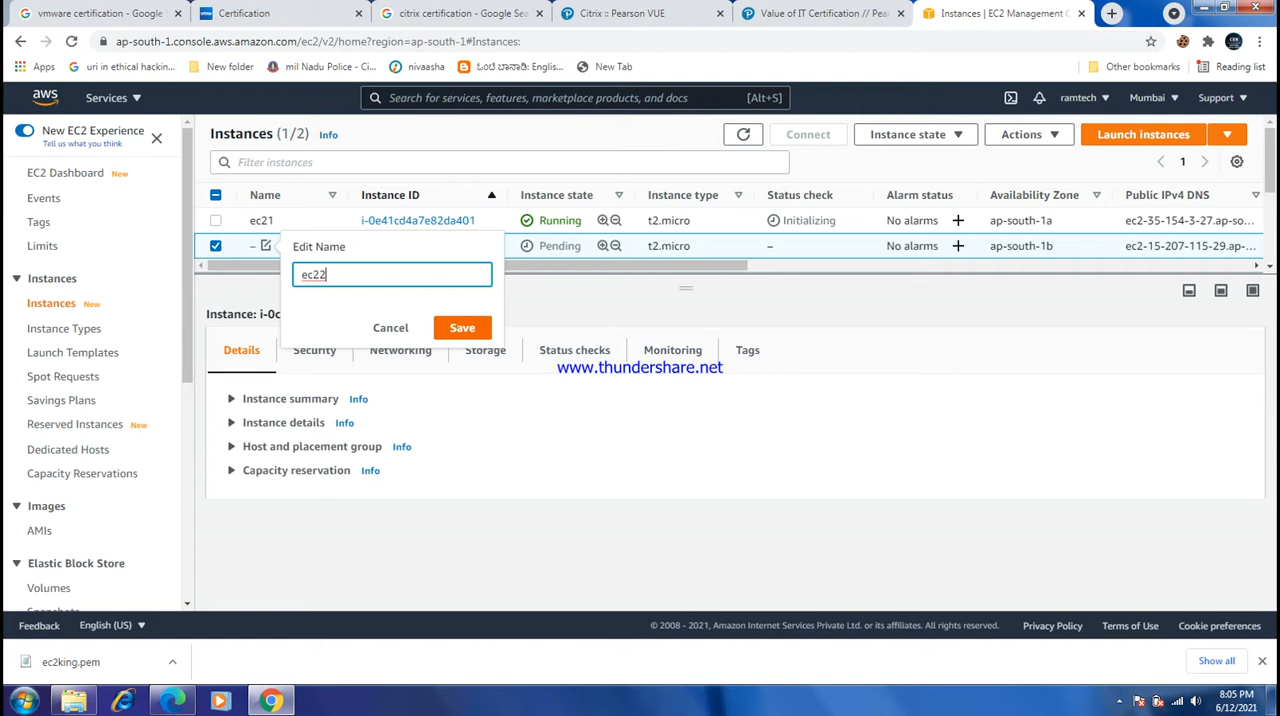 vmware certification - Google S
Certification
citrix certification - Google Se
Citrix :: Pearson VUE
Value of IT Certification // Pea
Instances | EC2 Management C
ap-south-1.console.aws.amazon.com/ec2/v2/home?region=ap-south-1#Instances:
Apps
uri in ethical hackin...
New folder
mil Nadu Police - Ci...
nivaasha
ಓಂಟಿ ಬಾಡಿ: Englis...
New Tab
Other bookmarks
Reading list
aws
Services
Search for services, features, marketplace products, and docs
[Alt+S]
ramtech
Mumbai
Support
New EC2 Experience
Tell us what you think
EC2 Dashboard New
Events
Tags
Limits
Instances
Instances New
Instance Types
Launch Templates
Spot Requests
Savings Plans
Reserved Instances New
Dedicated Hosts
Capacity Reservations
Images
AMIs
Elastic Block Store
Volumes
Snapshots
Instances (1/2) Info
Connect
Instance state
Actions
Launch instances
Filter instances
1
Name Instance ID Instance state Instance type Status check Alarm status Availability Zone Public IPv4 DNS
ec21 i-0e41cd4a7e82da401 Running t2.micro Initializing No alarms + ap-south-1a ec2-35-154-3-27.ap-so...
– Pending t2.micro – No alarms + ap-south-1b ec2-15-207-115-29.ap-...
Edit Name
ec22
Cancel
Save
Instance: i-0c
Details Security Networking Storage Status checks Monitoring Tags
www.thundershare.net
Instance summary Info
Instance details Info
Host and placement group Info
Capacity reservation Info
Feedback English (US) © 2008 - 2021, Amazon Internet Services Private Ltd. or its affiliates. All rights reserved. Privacy Policy Terms of Use Cookie preferences
ec2king.pem
Show all
8:05 PM
6/12/2021